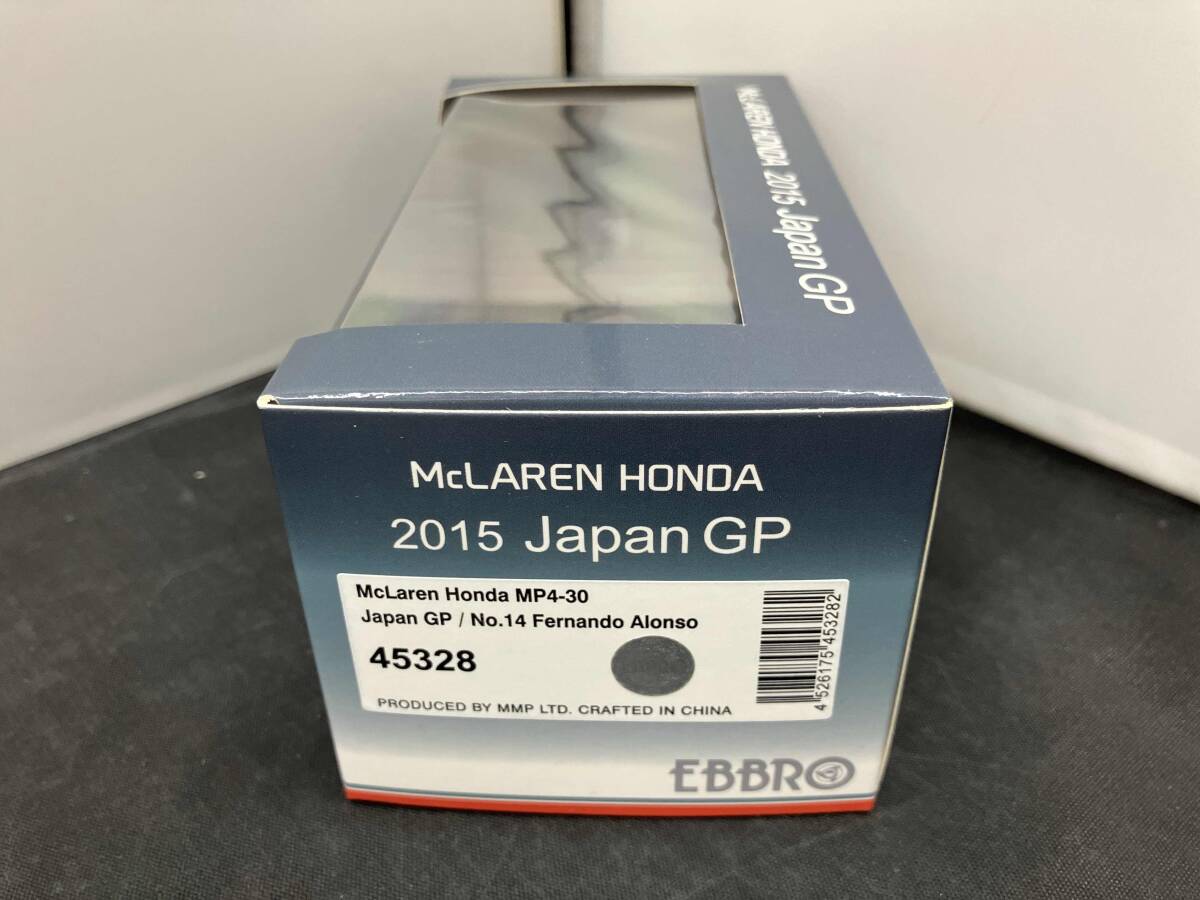 McLAREN HONDA 2015 Japan GP
McLAREN HONDA
2015 Japan GP
McLaren Honda MP4-30
Japan GP / No.14 Fernando Alonso
45328
PRODUCED BY MMP LTD. CRAFTED IN CHINA
4 526175 453282
EBBRO